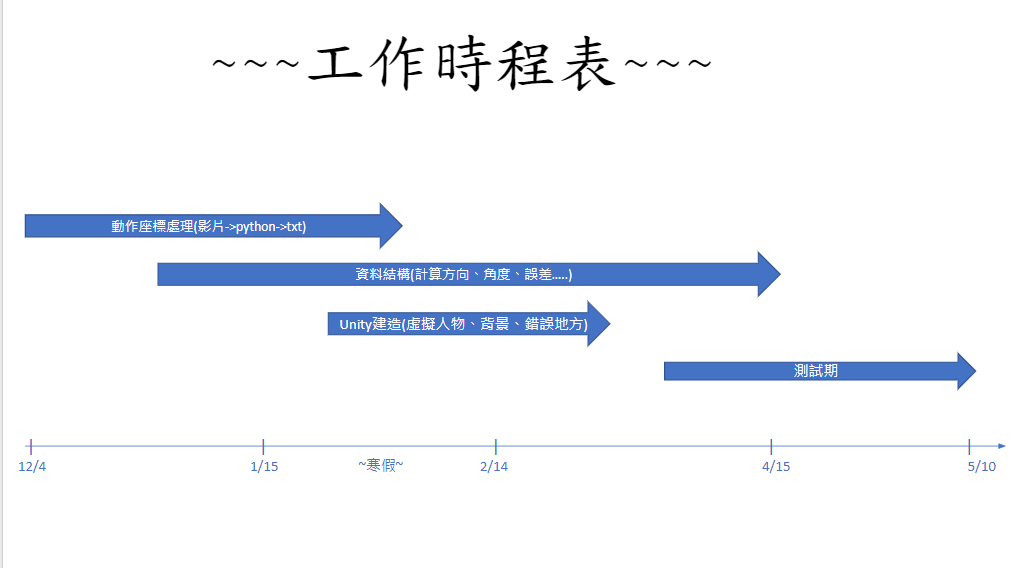 ~~~工作時程表~~~
動作座標處理(影片->python->txt)
資料結構(計算方向、角度、誤差.....)
Unity建造(虛擬人物、背景、錯誤地方)
測試期
12/4
1/15
~寒假~
2/14
4/15
5/10